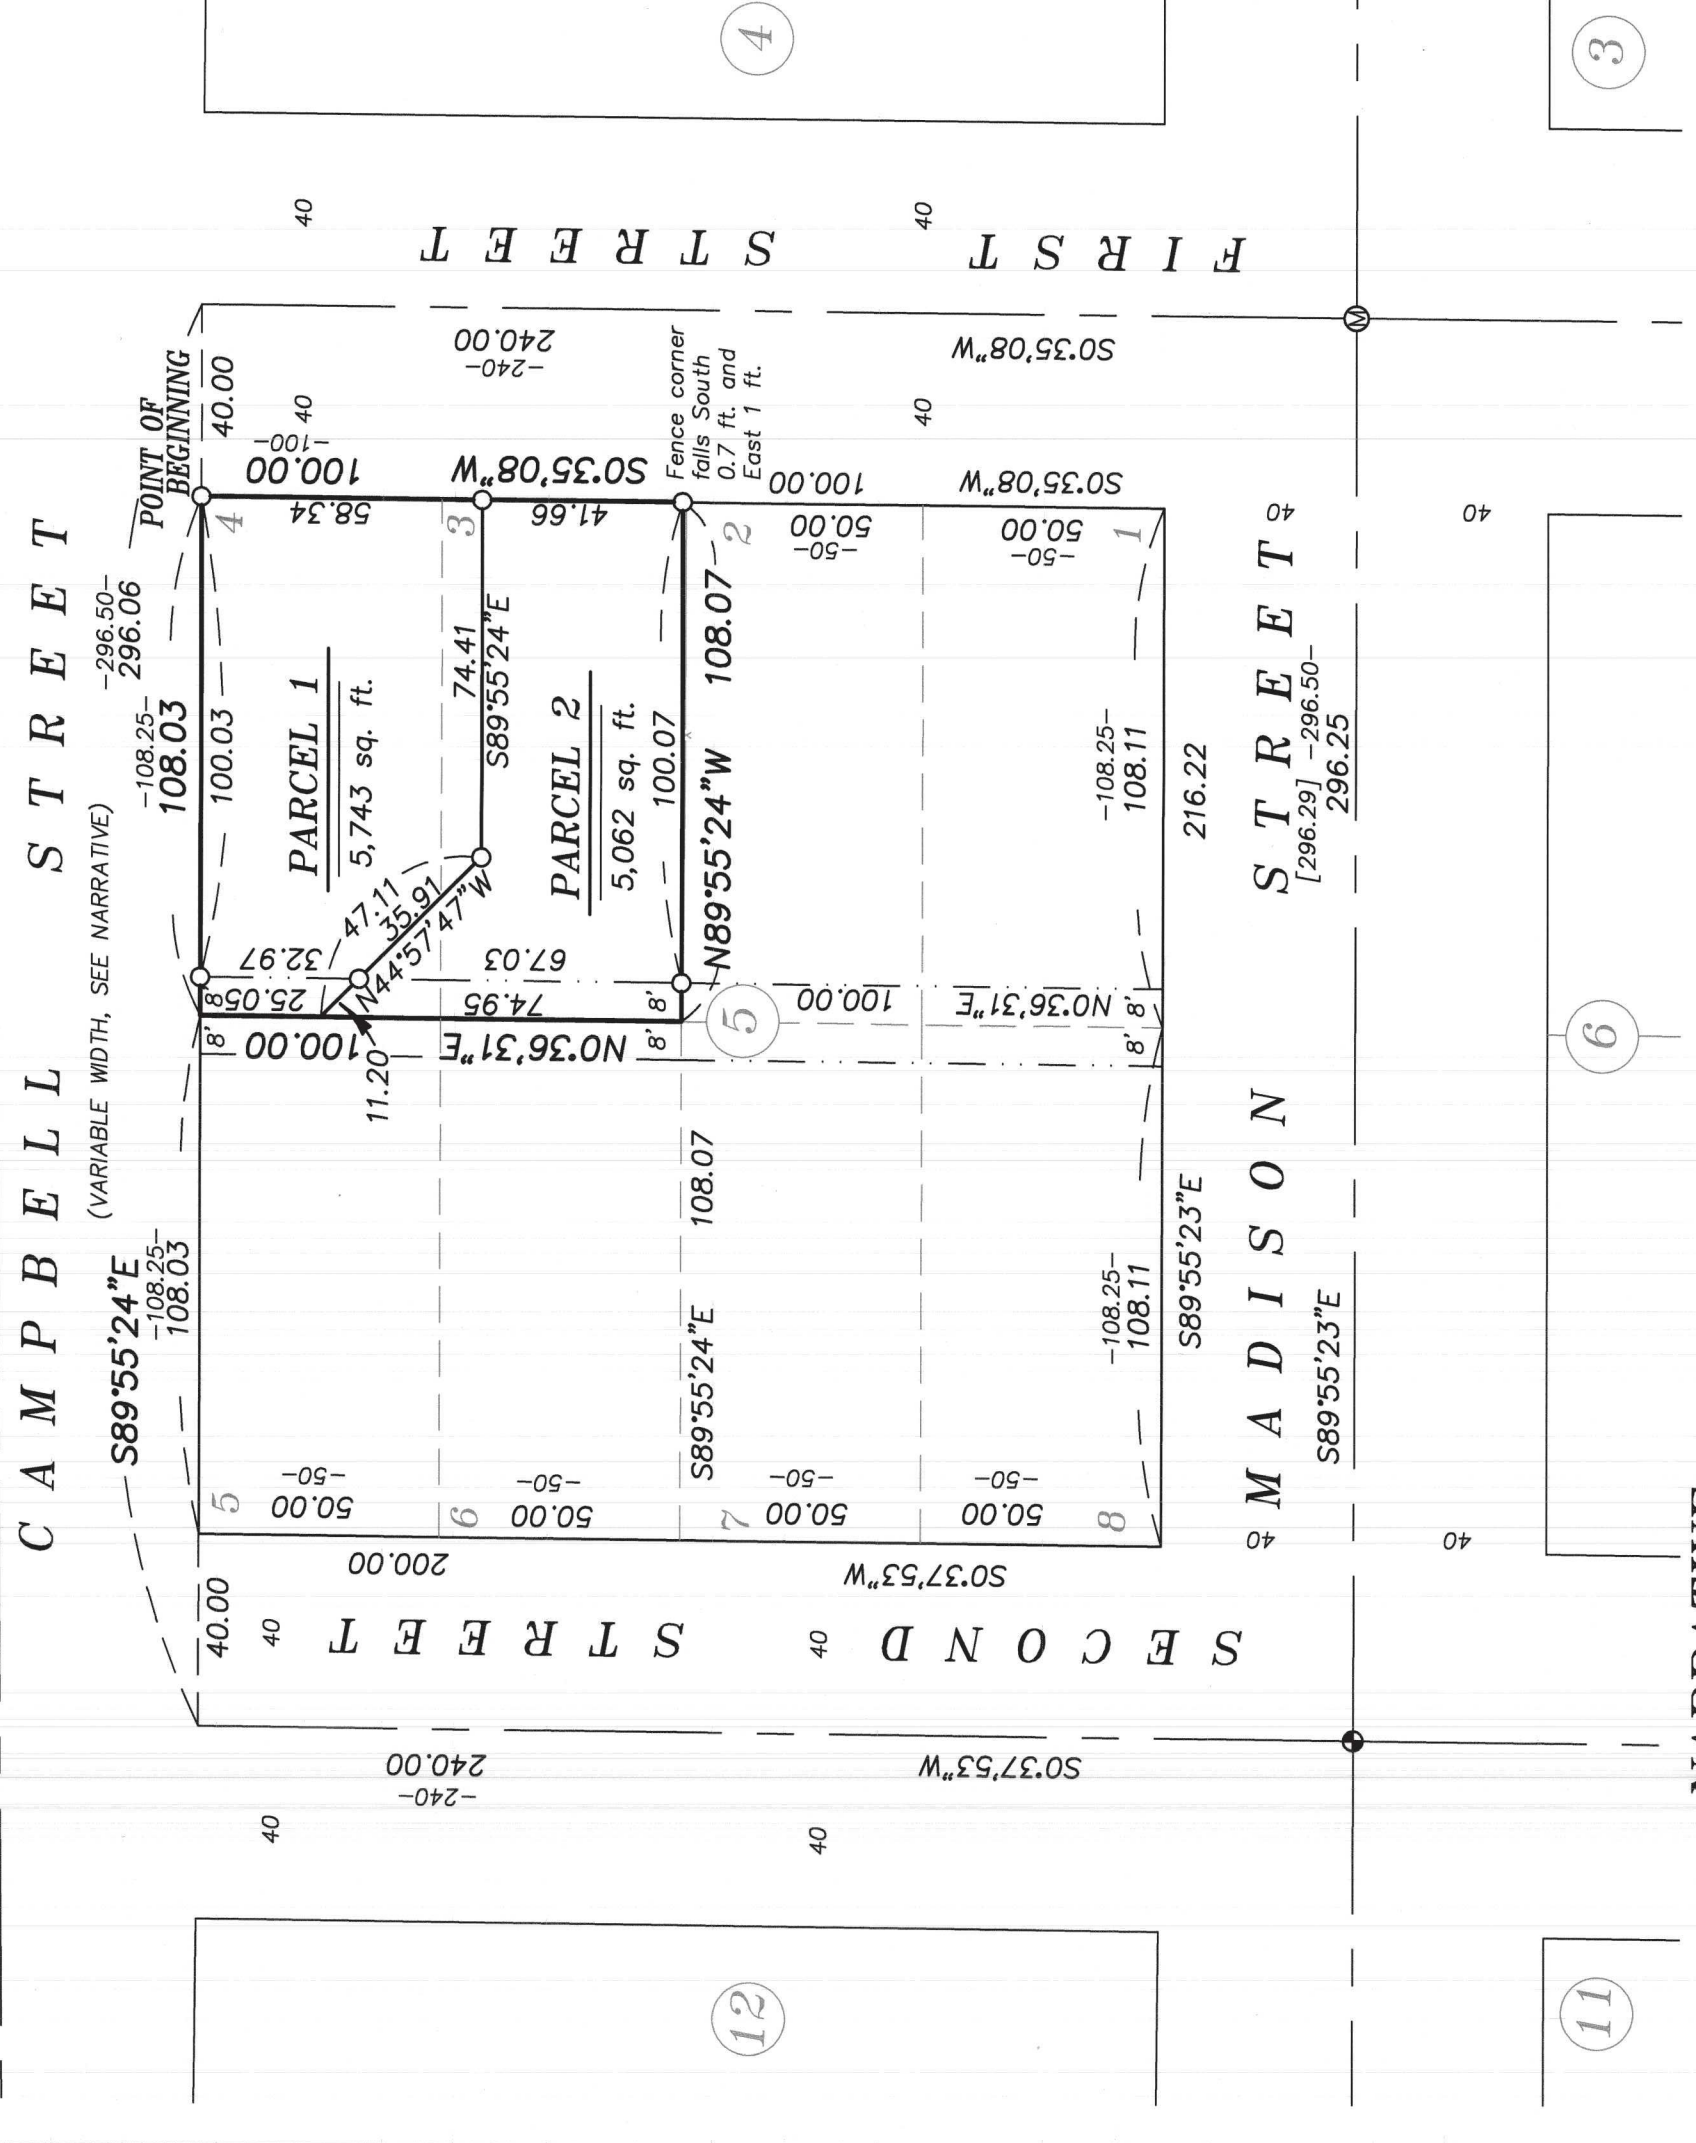 CAMPBELL STREET
(VARIABLE WIDTH, SEE NARRATIVE)
S89°55'24"E
-296.50-
296.06
POINT OF
BEGINNING
40.00
-108.25-
108.03
-108.25-
108.03
40.00
100.03
8'
8'
4
-100-
100.00
S0°35'08"W
58.34
41.66
PARCEL 1
5,743 sq. ft.
74.41
S89°55'24"E
47.11
35.91
N44°57'47"W
11.20
32.97
67.03
25.05
74.95
100.00
N0°36'31"E
PARCEL 2
5,062 sq. ft.
100.07
N89°55'24"W 108.07
8'
8'
3
2
1
Fence corner
falls South
0.7 ft. and
East 1 ft.
100.00
S0°35'08"W
50.00
-50-
50.00
-50-
100.00
N0°36'31"E
8'
8'
5
S89°55'24"E
108.07
5
6
7
8
-50-
50.00
-50-
50.00
-50-
50.00
-50-
50.00
200.00
S0°37'53"W
-108.25-
108.11
-108.25-
108.11
S89°55'23"E
216.22
FIRST STREET
40
40
40
40
-240-
240.00
S0°35'08"W
M
SECOND STREET
40
40
40
40
240.00
-240-
S0°37'53"W
MADISON STREET
[296.29] -296.50-
296.25
S89°55'23"E
40
40
40
40
4
3
6
12
11